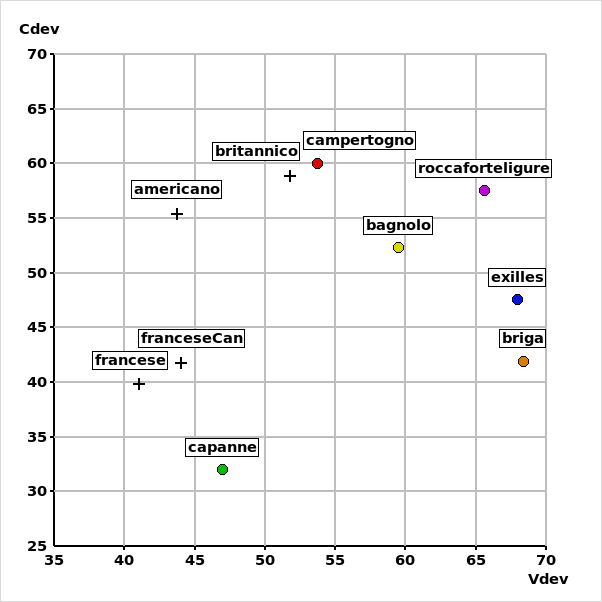 Cdev
70
65
campertogno
britannico
60
roccaforteligure
americano
55
bagnolo
50
exilles
45
franceseCan
briga
francese
40
capanne
35
30
25
35 40 45 50 55 60 65 70
Vdev